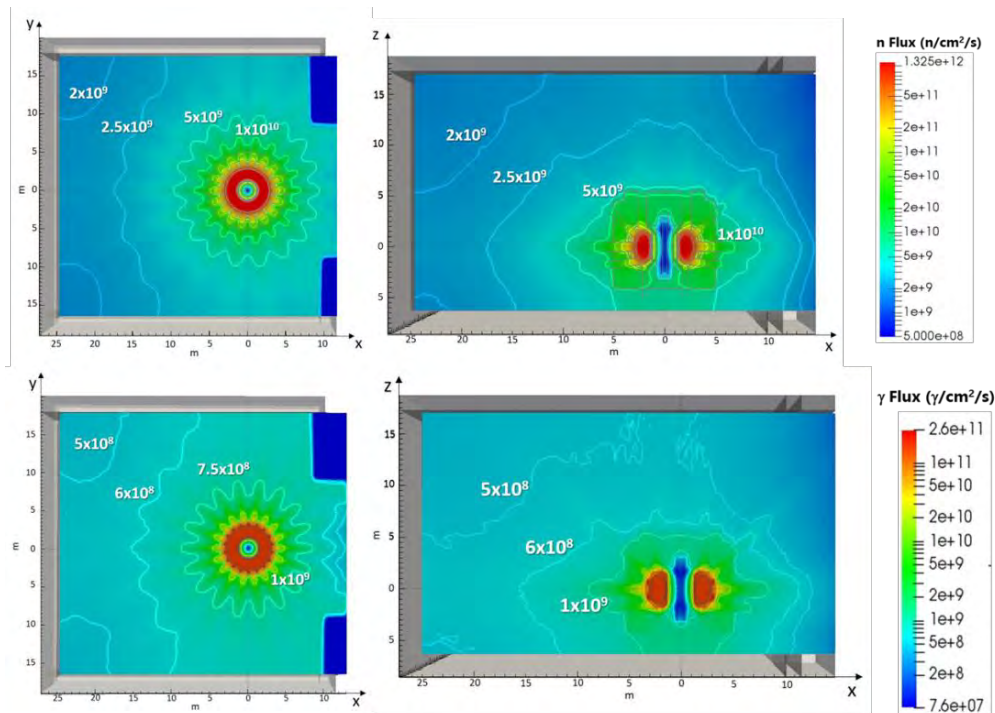 y
15
10
5
0
5
10
15
m
2x10⁹
2.5x10⁹
5x10⁹
1x10¹⁰
25 20 15 10 5 0 5 10
m
x
z
15
10
5
0
5
m
2x10⁹
2.5x10⁹
5x10⁹
1x10¹⁰
25 20 15 10 5 0 5 10
m
x
n Flux (n/cm²/s)
1.325e+12
5e+11
2e+11
1e+11
5e+10
2e+10
1e+10
5e+9
2e+9
1e+9
5.000e+08
y
15
10
5
0
5
10
15
m
5x10⁸
6x10⁸
7.5x10⁸
1x10⁹
25 20 15 10 5 0 5 10
m
X
Z
15
10
5
0
5
m
5x10⁸
6x10⁸
1x10⁹
25 20 15 10 5 0 5 10
m
X
γ Flux (γ/cm²/s)
2.6e+11
1e+11
5e+10
2e+10
1e+10
5e+9
2e+9
1e+9
5e+8
2e+8
7.6e+07